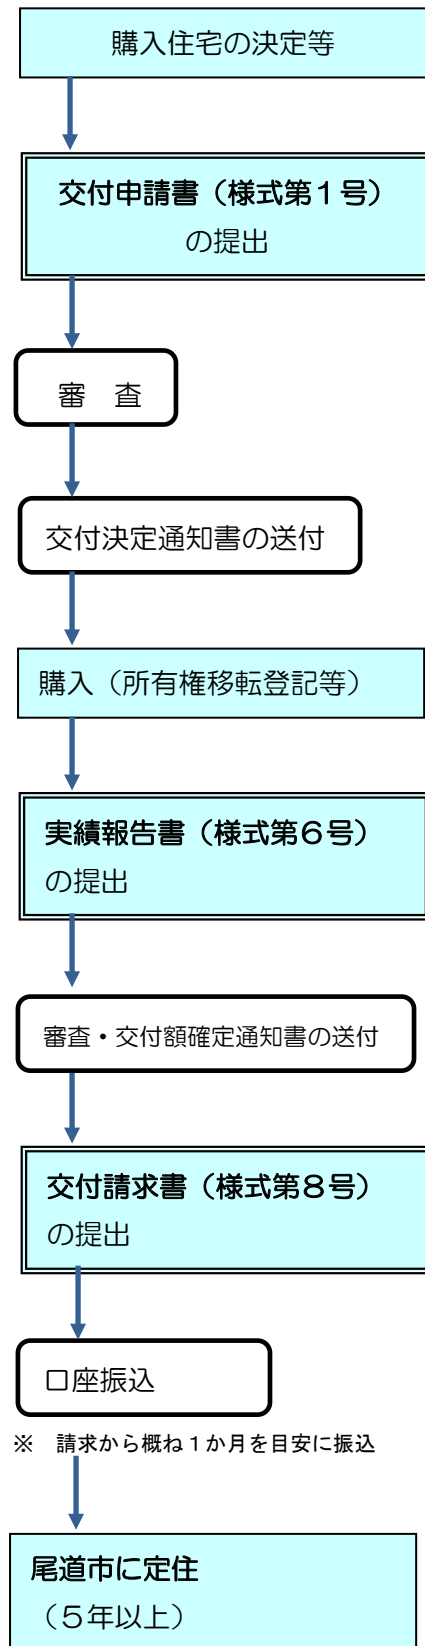 購入住宅の決定等
交付申請書（様式第１号）
の提出
審　査
交付決定通知書の送付
購入（所有権移転登記等）
実績報告書（様式第６号）
の提出
審査・交付額確定通知書の送付
交付請求書（様式第８号）
の提出
口座振込
※　請求から概ね１か月を目安に振込
尾道市に定住
（５年以上）